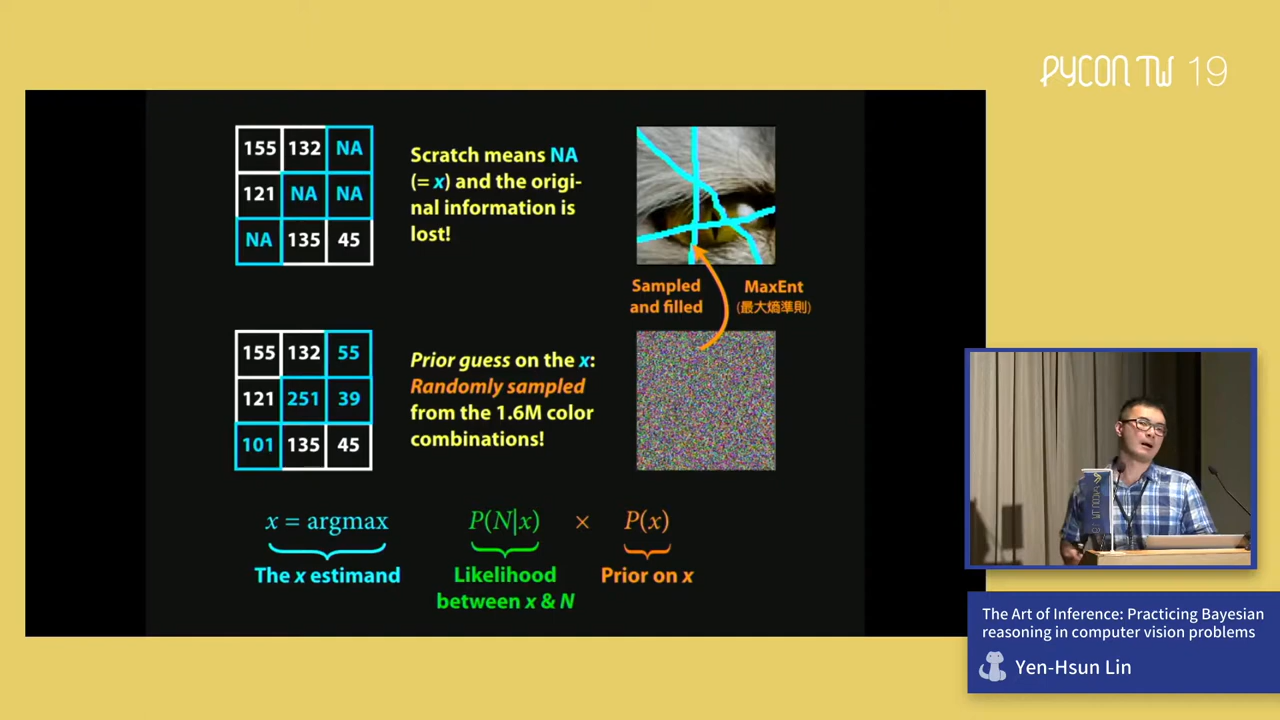 PYCON TW 19
155 132 NA
121 NA NA
NA 135 45
Scratch means NA
(= x) and the origi-
nal information is
lost!
Sampled
and filled
MaxEnt
(最大熵準則)
155 132 55
121 251 39
101 135 45
Prior guess on the x:
Randomly sampled
from the 1.6M color
combinations!
x = argmax P(N|x) × P(x)
The x estimand
Likelihood
between x & N
Prior on x
The Art of Inference: Practicing Bayesian
reasoning in computer vision problems
Yen-Hsun Lin